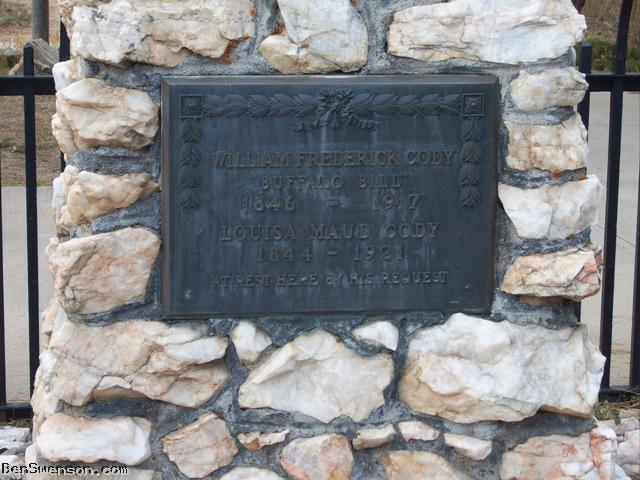 WILLIAM FREDERICK CODY
"BUFFALO BILL"
1846 - 1917
LOUISA MAUD CODY
1844 - 1921
AT REST HERE BY HIS REQUEST
BenSwenson.com